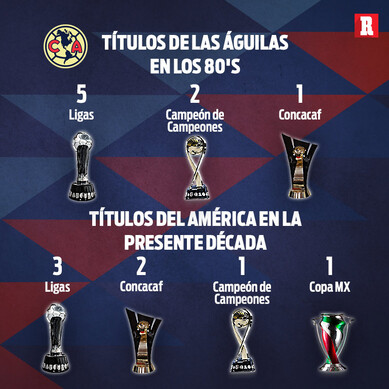 R
CA
TÍTULOS DE LAS ÁGUILAS
EN LOS 80'S
5 2 1
Ligas Campeón de Concacaf
Campeones
TÍTULOS DEL AMÉRICA EN LA
PRESENTE DÉCADA
3 2 1 1
Ligas Concacaf Campeón de Copa MX
Campeones